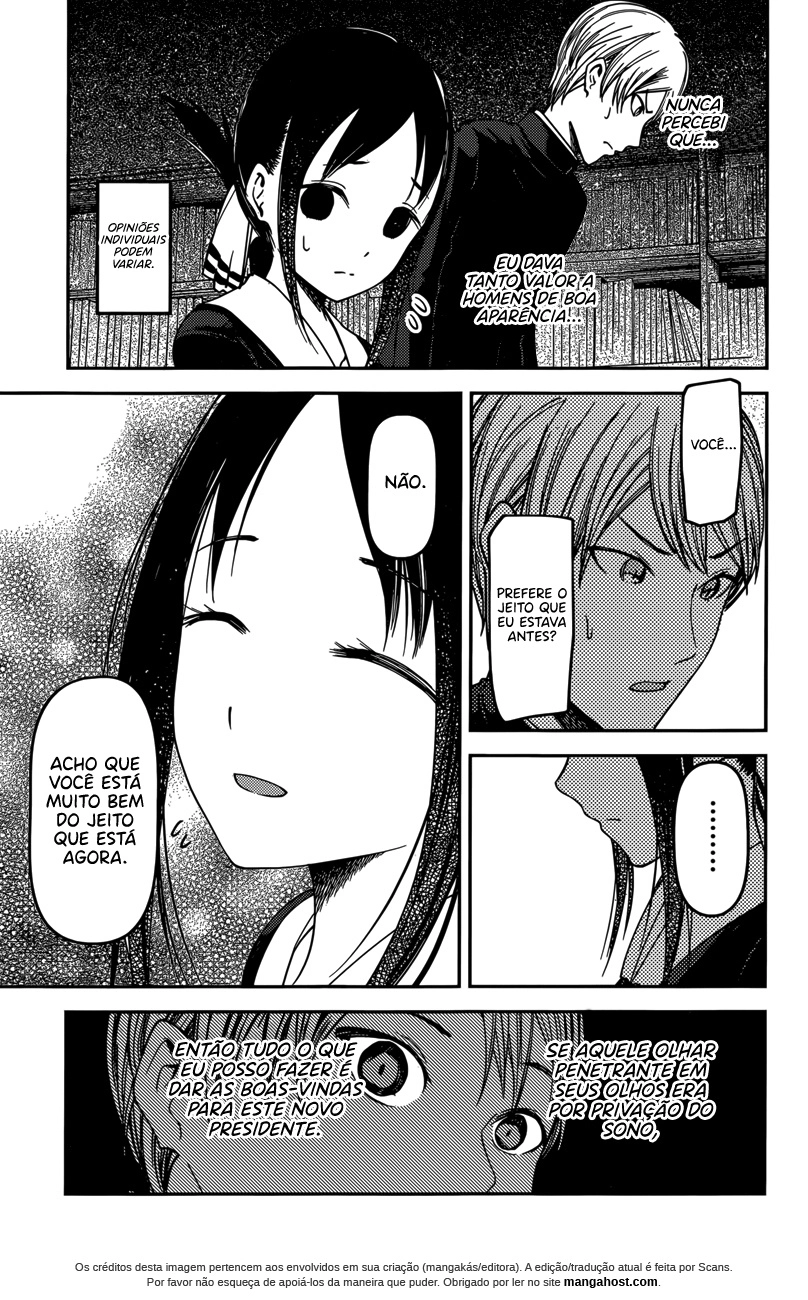 NUNCA
PERCEBI
QUE...
EU DAVA
TANTO VALOR A
HOMENS DE BOA
APARÊNCIA!..
OPINIÕES
INDIVIDUAIS
PODEM
VARIAR.
VOCÊ...
PREFERE O
JEITO QUE
EU ESTAVA
ANTES?
NÃO.
ACHO QUE
VOCÊ ESTÁ
MUITO BEM
DO JEITO
QUE ESTÁ
AGORA.
.........
SE AQUELE OLHAR
PENETRANTE EM
SEUS OLHOS ERA
POR PRIVAÇÃO DO
SONO,
ENTÃO TUDO O QUE
EU POSSO FAZER É
DAR AS BOAS-VINDAS
PARA ESTE NOVO
PRESIDENTE.
Os créditos desta imagem pertencem aos envolvidos em sua criação (mangakás/editora). A edição/tradução atual é feita por Scans.
Por favor não esqueça de apoiá-los da maneira que puder. Obrigado por ler no site mangahost.com.